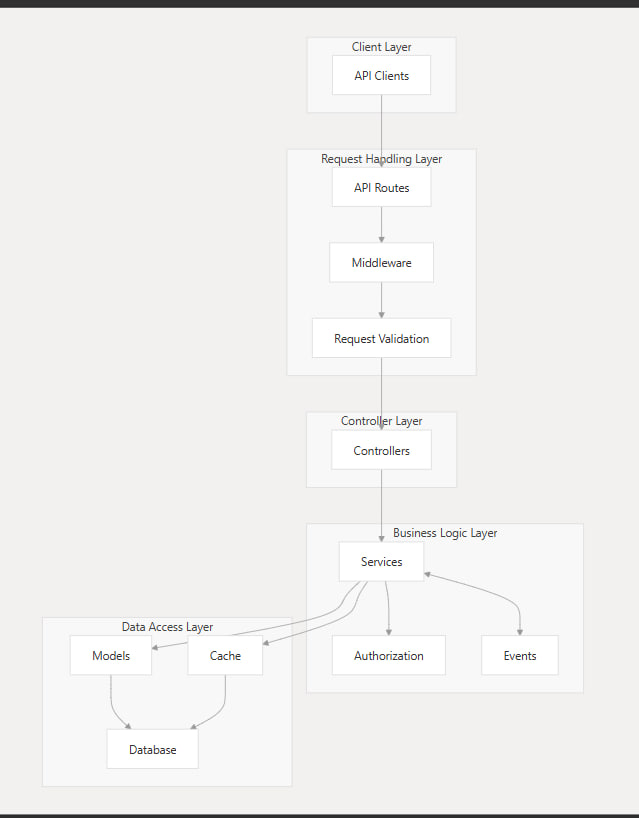 Client Layer
API Clients
Request Handling Layer
API Routes
Middleware
Request Validation
Controller Layer
Controllers
Business Logic Layer
Services
Data Access Layer
Models
Cache
Authorization
Events
Database